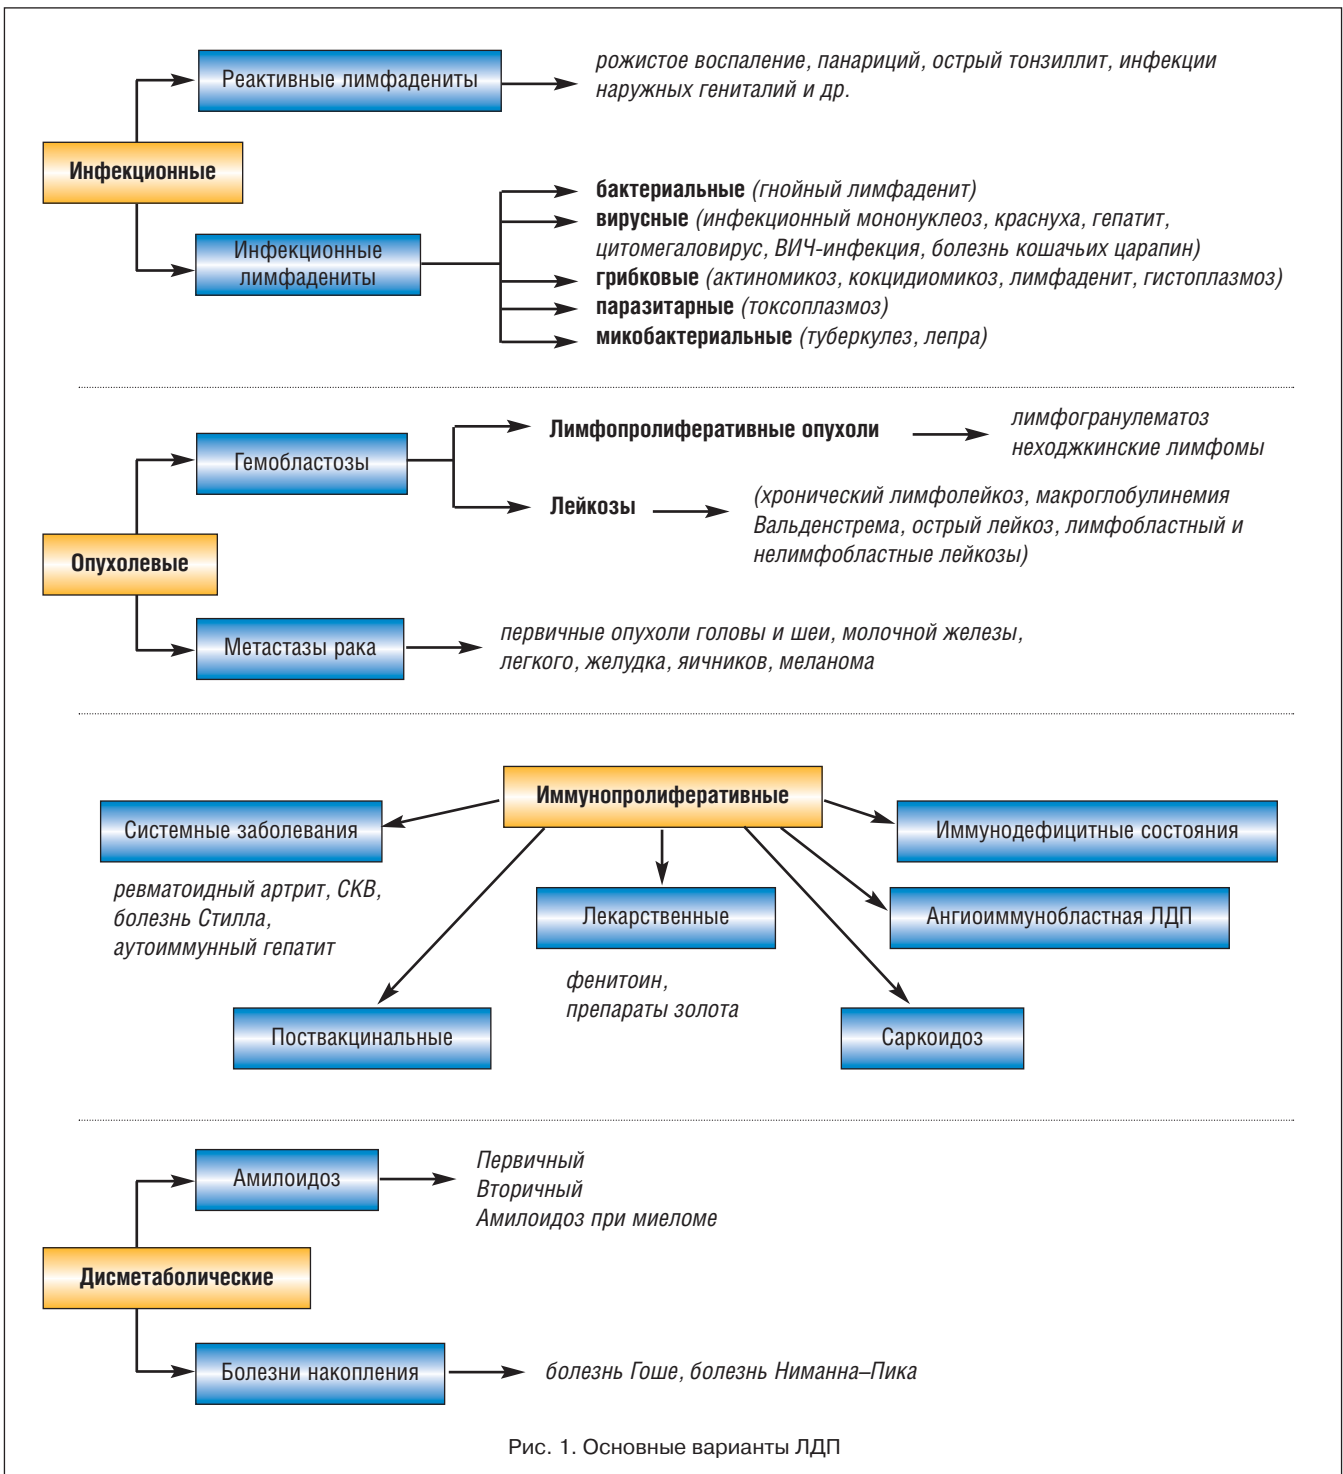 Реактивные лимфадениты
рожистое воспаление, панариций, острый тонзиллит, инфекции
наружных гениталий и др.
Инфекционные
Инфекционные
лимфадениты
бактериальные (гнойный лимфаденит)
вирусные (инфекционный мононуклеоз, краснуха, гепатит,
цитомегаловирус, ВИЧ-инфекция, болезнь кошачьих царапин)
грибковые (актиномикоз, кокцидиомикоз, лимфаденит, гистоплазмоз)
паразитарные (токсоплазмоз)
микобактериальные (туберкулез, лепра)
Гемобластозы
Лимфопролиферативные опухоли
лимфогранулематоз
неходжкинские лимфомы
Лейкозы
(хронический лимфолейкоз, макроглобулинемия
Вальденстрема, острый лейкоз, лимфобластный и
нелимфобластные лейкозы)
Опухолевые
Метастазы рака
первичные опухоли головы и шеи, молочной железы,
легкого, желудка, яичников, меланома
Иммунопролиферативные
Системные заболевания
ревматоидный артрит, СКВ,
болезнь Стилла,
аутоиммунный гепатит
Иммунодефицитные состояния
Лекарственные
фенитоин,
препараты золота
Ангиоиммунобластная ЛДП
Поствакцинальные
Саркоидоз
Амилоидоз
Первичный
Вторичный
Амилоидоз при миеломе
Дисметаболические
Болезни накопления
болезнь Гоше, болезнь Ниманна–Пика
Рис. 1. Основные варианты ЛДП